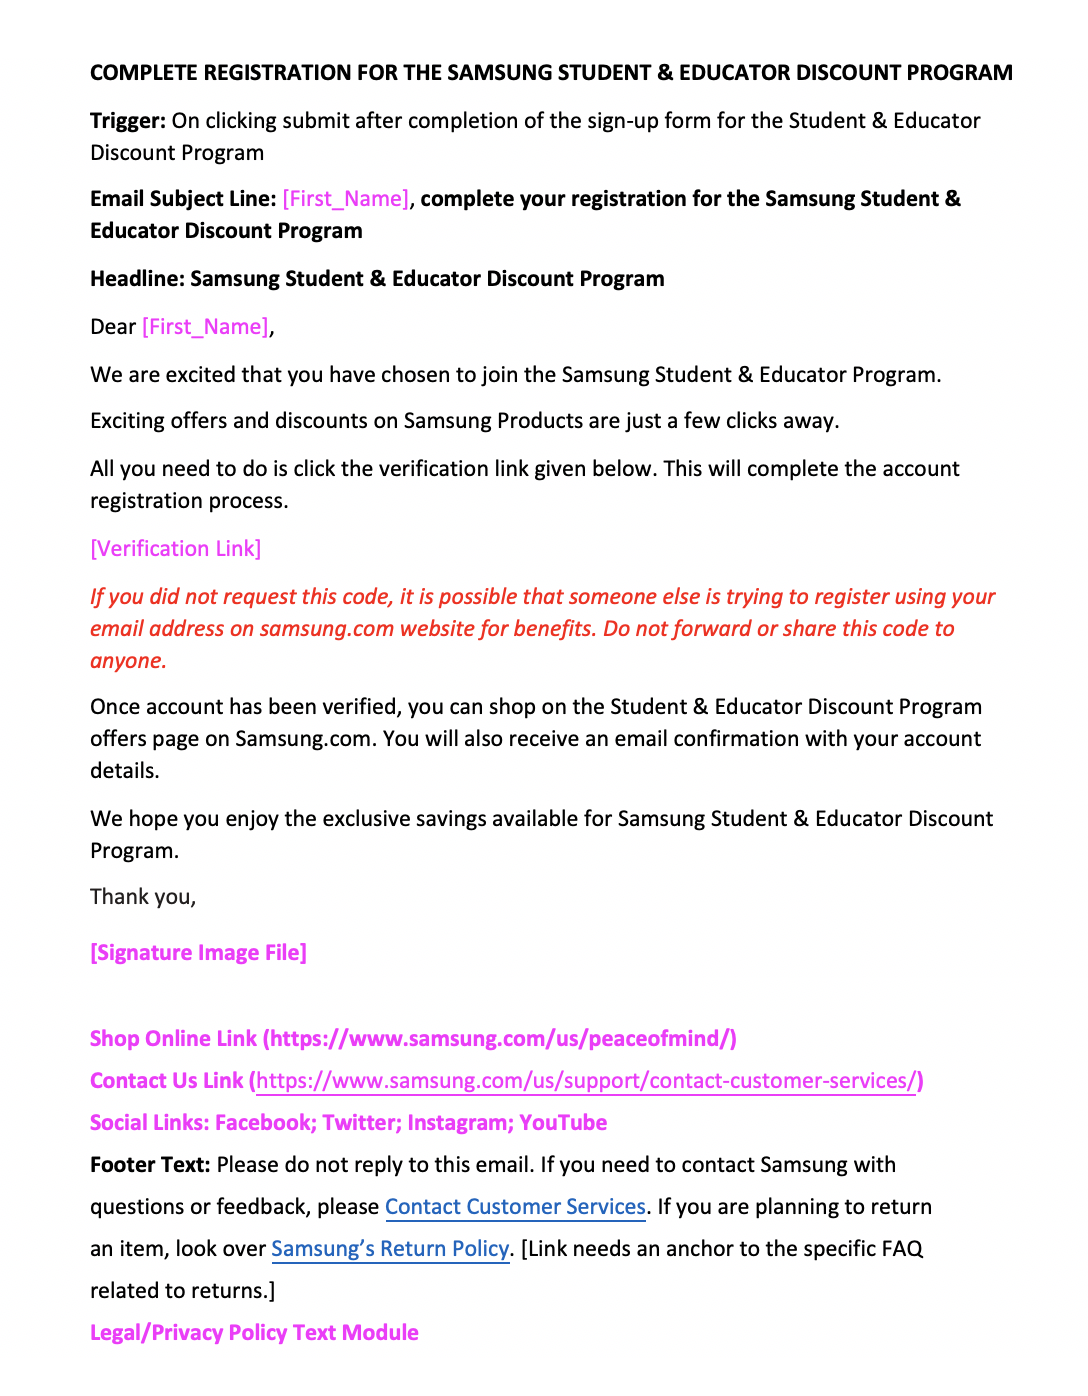 COMPLETE REGISTRATION FOR THE SAMSUNG STUDENT & EDUCATOR DISCOUNT PROGRAM
Trigger: On clicking submit after completion of the sign-up form for the Student & Educator
Discount Program
Email Subject Line: [First_Name], complete your registration for the Samsung Student &
Educator Discount Program
Headline: Samsung Student & Educator Discount Program
Dear [First_Name],
We are excited that you have chosen to join the Samsung Student & Educator Program.
Exciting offers and discounts on Samsung Products are just a few clicks away.
All you need to do is click the verification link given below. This will complete the account
registration process.
[Verification Link]
If you did not request this code, it is possible that someone else is trying to register using your
email address on samsung.com website for benefits. Do not forward or share this code to
anyone.
Once account has been verified, you can shop on the Student & Educator Discount Program
offers page on Samsung.com. You will also receive an email confirmation with your account
details.
We hope you enjoy the exclusive savings available for Samsung Student & Educator Discount
Program.
Thank you,
[Signature Image File]
Shop Online Link (https://www.samsung.com/us/peaceofmind/)
Contact Us Link (https://www.samsung.com/us/support/contact-customer-services/)
Social Links: Facebook; Twitter; Instagram; YouTube
Footer Text: Please do not reply to this email. If you need to contact Samsung with
questions or feedback, please Contact Customer Services. If you are planning to return
an item, look over Samsung’s Return Policy. [Link needs an anchor to the specific FAQ
related to returns.]
Legal/Privacy Policy Text Module